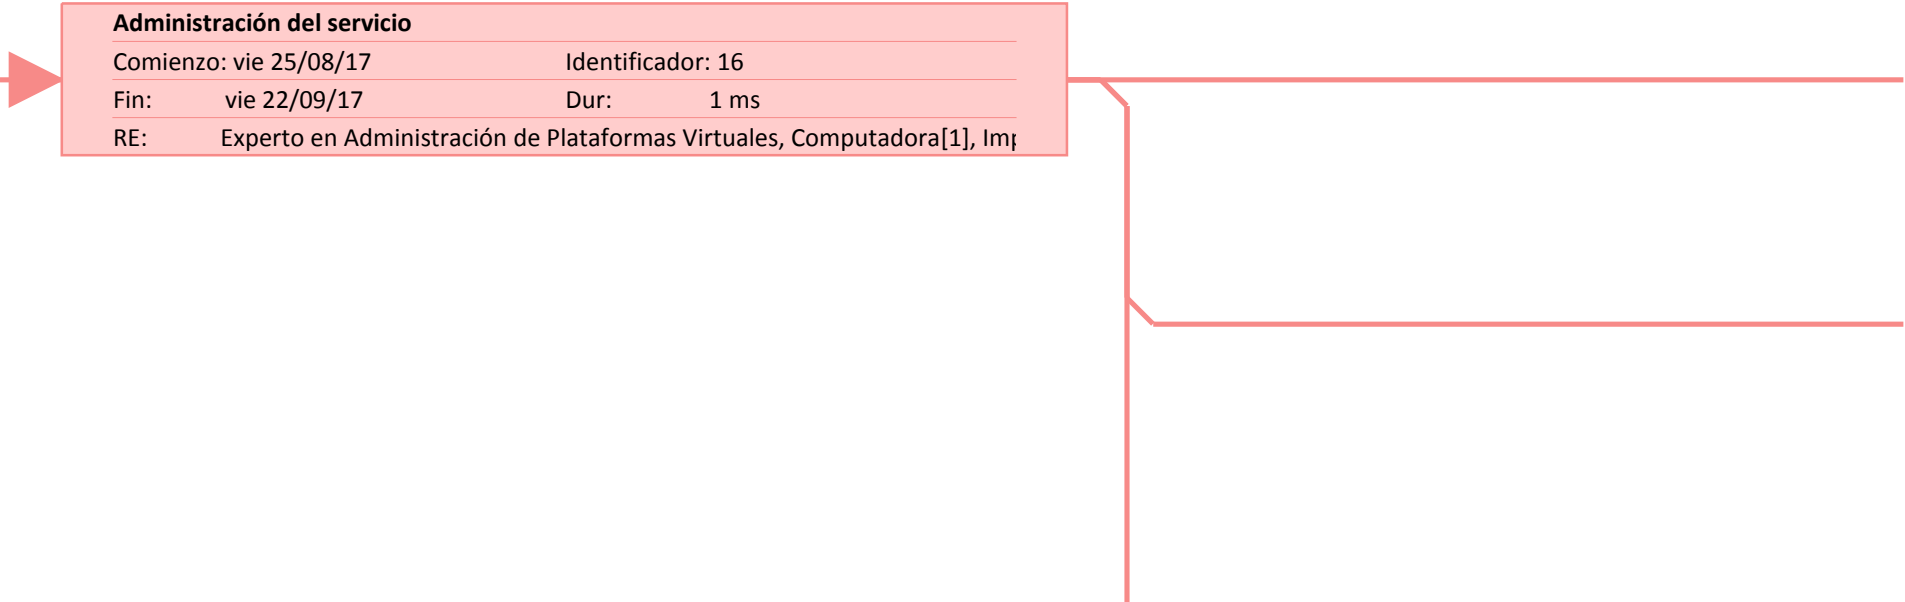 Administración del servicio
Comienzo: vie 25/08/17 Identificador: 16
Fin: vie 22/09/17 Dur: 1 ms
RE: Experto en Administración de Plataformas Virtuales, Computadora[1],